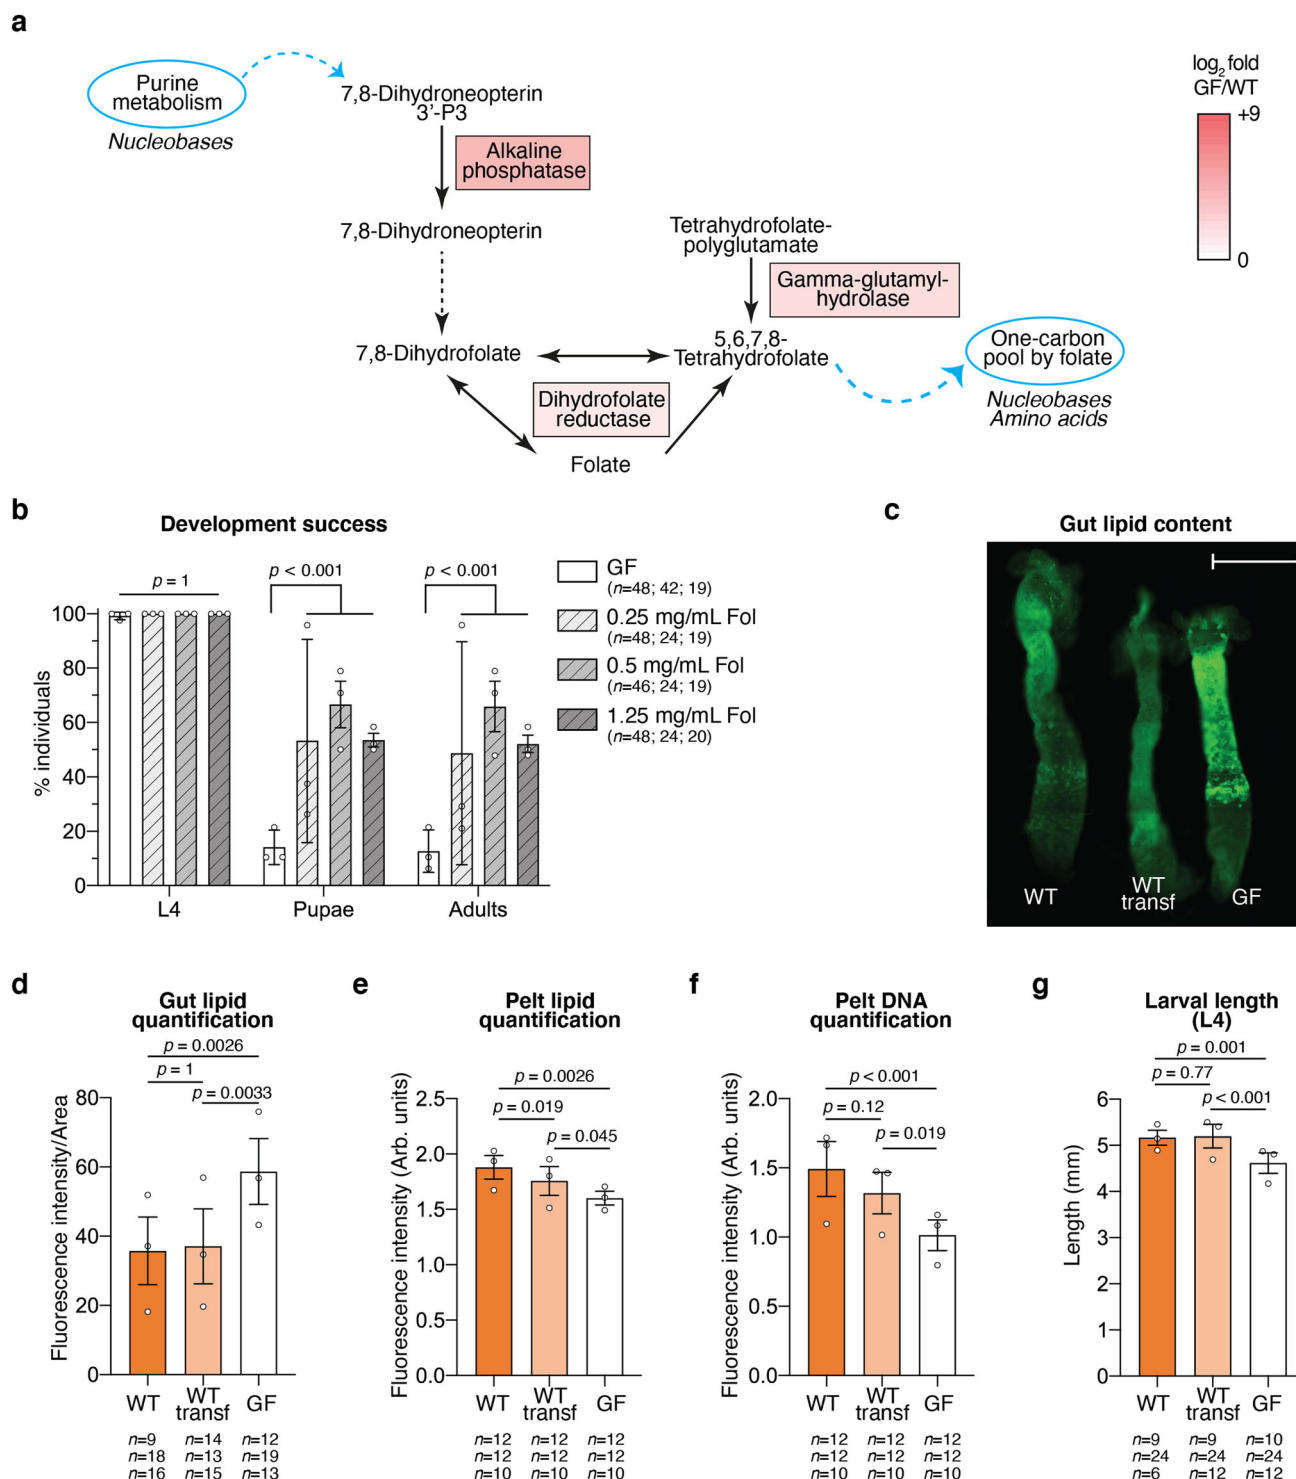 a
Purine
metabolism
Nucleobases
7,8-Dihydroneopterin
3'-P3
Alkaline
phosphatase
7,8-Dihydroneopterin
7,8-Dihydrofolate
Tetrahydrofolate-
polyglutamate
Gamma-glutamyl-
hydrolase
5,6,7,8-
Tetrahydrofolate
Dihydrofolate
reductase
Folate
One-carbon
pool by folate
Nucleobases
Amino acids
log2 fold
GF/WT
+9
0
b
Development success
p = 1
p < 0.001
p < 0.001
% individuals
100
80
60
40
20
0
L4
Pupae
Adults
GF
(n=48; 42; 19)
0.25 mg/mL Fol
(n=48; 24; 19)
0.5 mg/mL Fol
(n=46; 24; 19)
1.25 mg/mL Fol
(n=48; 24; 20)
c
Gut lipid content
WT
WT
transf
GF
d
Gut lipid
quantification
p = 0.0026
p = 1
p = 0.0033
Fluorescence intensity/Area
80
60
40
20
0
WT
WT
transf
GF
n=9
n=14
n=12
n=18
n=13
n=19
n=16
n=15
n=13
e
Pelt lipid
quantification
p = 0.0026
p = 0.019
p = 0.045
Fluorescence intensity (Arb. units)
2.5
2.0
1.5
1.0
0.5
0.0
WT
WT
transf
GF
n=12
n=12
n=12
n=12
n=12
n=12
n=10
n=10
n=10
f
Pelt DNA
quantification
p < 0.001
p = 0.12
p = 0.019
Fluorescence intensity (Arb. units)
2.0
1.5
1.0
0.5
0.0
WT
WT
transf
GF
n=12
n=12
n=12
n=12
n=12
n=12
n=10
n=10
n=10
g
Larval length
(L4)
p = 0.001
p = 0.77
p < 0.001
Length (mm)
6
5
4
3
2
1
0
WT
WT
transf
GF
n=9
n=9
n=10
n=24
n=24
n=24
n=6
n=12
n=12